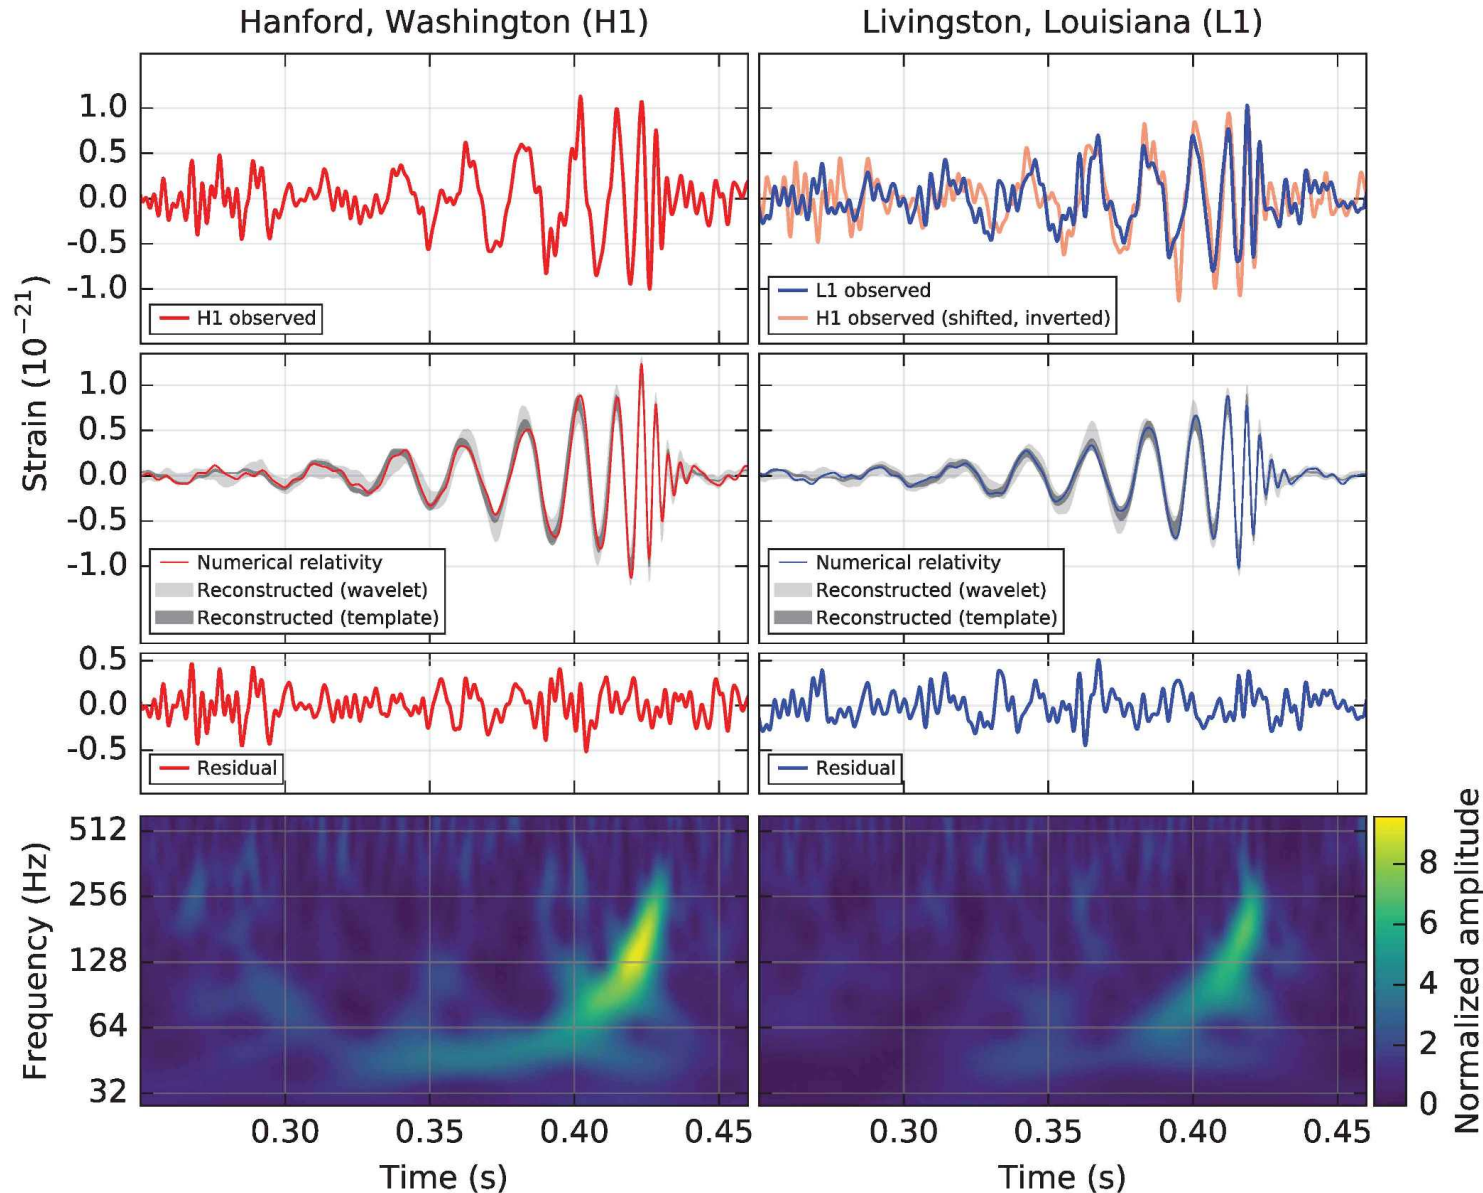 Hanford, Washington (H1)
Livingston, Louisiana (L1)
Strain (10⁻²¹)
1.0
0.5
0.0
-0.5
-1.0
H1 observed
L1 observed
H1 observed (shifted, inverted)
1.0
0.5
0.0
-0.5
-1.0
Numerical relativity
Reconstructed (wavelet)
Reconstructed (template)
Numerical relativity
Reconstructed (wavelet)
Reconstructed (template)
0.5
0.0
-0.5
Residual
Residual
Frequency (Hz)
512
256
128
64
32
0.30 0.35 0.40 0.45
Time (s)
0.30 0.35 0.40 0.45
Time (s)
8
6
4
2
0
Normalized amplitude